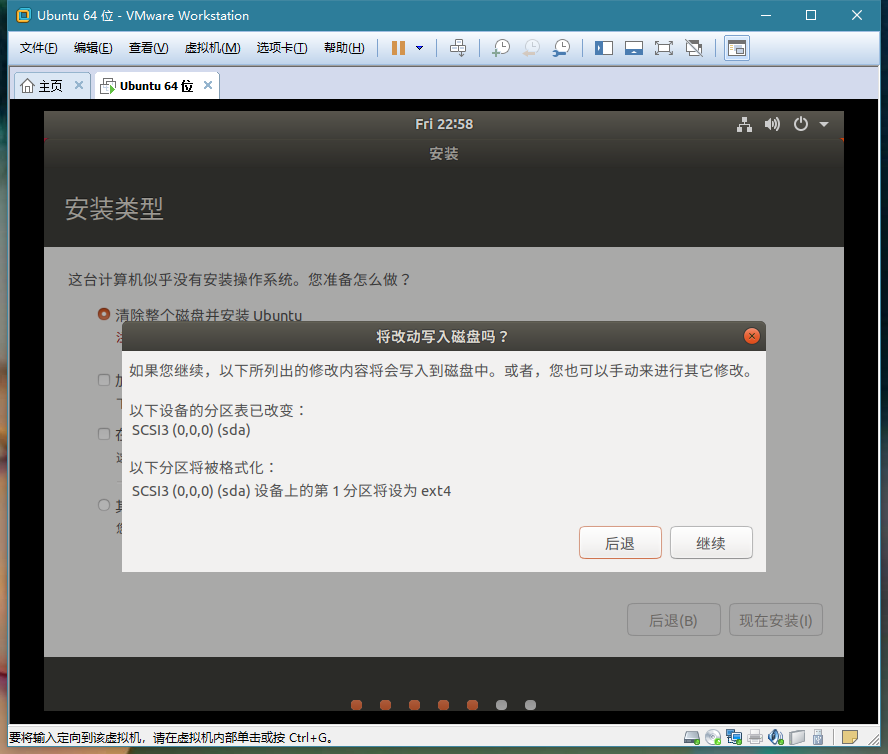 Ubuntu 64 位 - VMware Workstation
文件(F) 编辑(E) 查看(V) 虚拟机(M) 选项卡(T) 帮助(H)
主页 Ubuntu 64 位
Fri 22:58
安装
安装类型
这台计算机似乎没有安装操作系统。您准备怎么做？
清除整个磁盘并安装 Ubuntu
将改动写入磁盘吗？
如果您继续，以下所列出的修改内容将会写入到磁盘中。或者，您也可以手动来进行其它修改。
以下设备的分区表已改变：
SCSI3 (0,0,0) (sda)
以下分区将被格式化：
SCSI3 (0,0,0) (sda) 设备上的第 1 分区将设为 ext4
后退 继续
后退(B) 现在安装(I)
要将输入定向到该虚拟机，请在虚拟机内部单击或按 Ctrl+G。